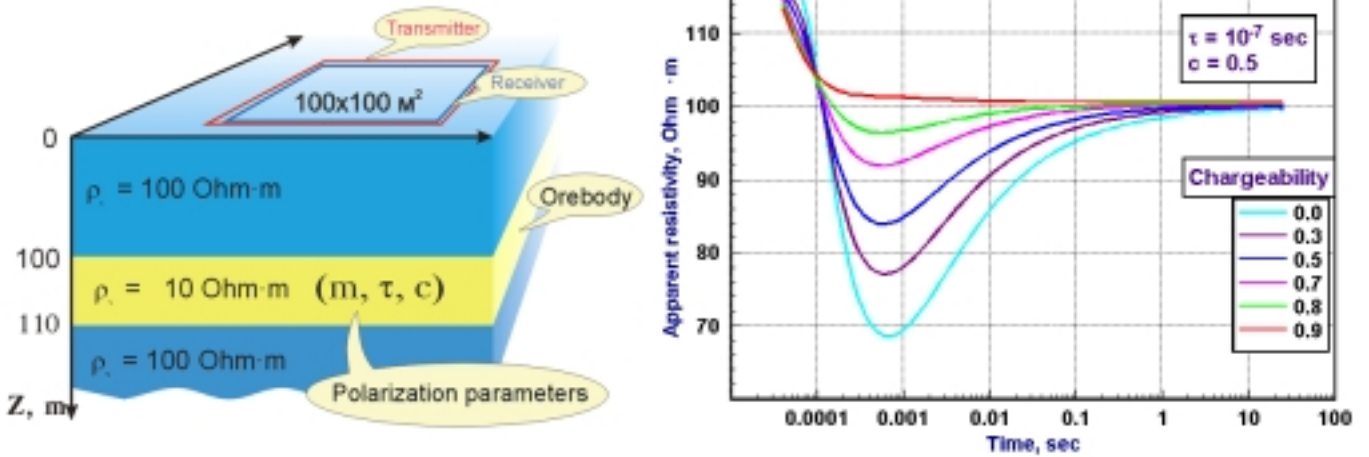 Transmitter
Receiver
100x100 м²
0
ρ = 100 Ohm·m
Orebody
100
ρ = 10 Ohm·m (m, τ, c)
110
ρ = 100 Ohm·m
Polarization parameters
Z, m
Apparent resistivity, Ohm · m
110
100
90
80
70
τ = 10⁻⁷ sec
c = 0.5
Chargeability
0.0
0.3
0.5
0.7
0.8
0.9
0.0001 0.001 0.01 0.1 1 10 100
Time, sec